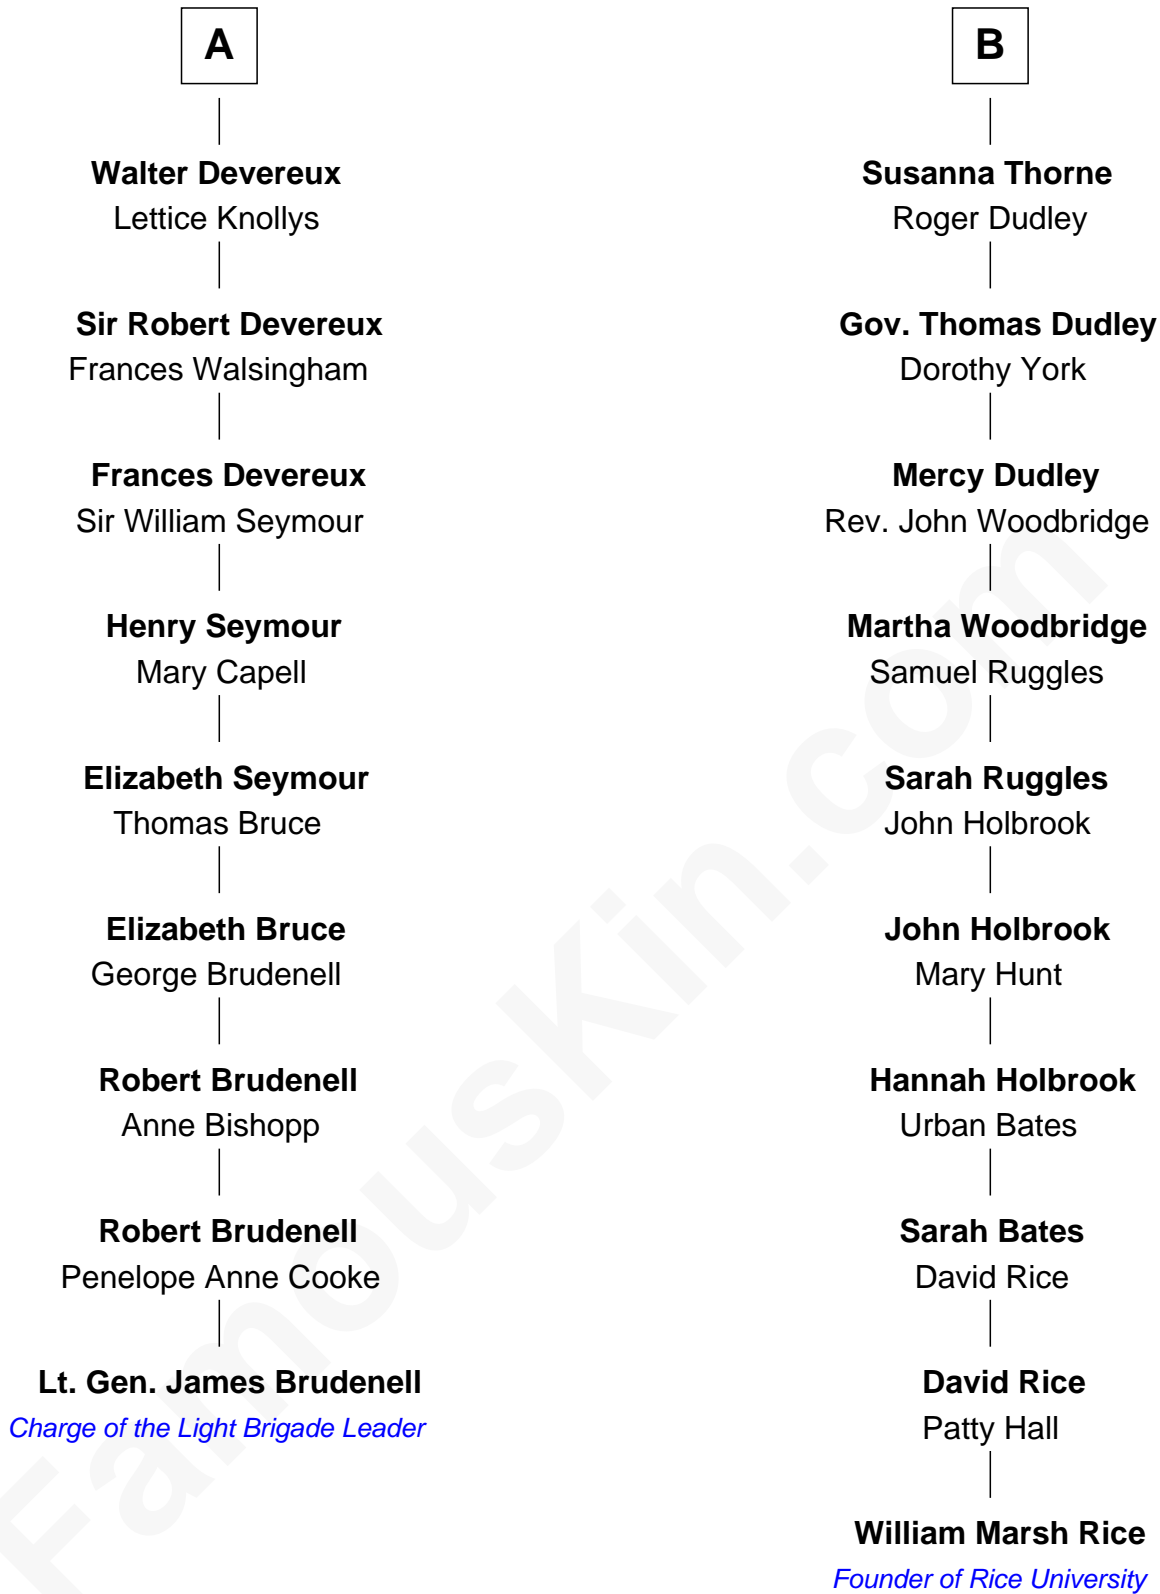 A
Walter Devereux
Lettice Knollys
Sir Robert Devereux
Frances Walsingham
Frances Devereux
Sir William Seymour
Henry Seymour
Mary Capell
Elizabeth Seymour
Thomas Bruce
Elizabeth Bruce
George Brudenell
Robert Brudenell
Anne Bishopp
Robert Brudenell
Penelope Anne Cooke
Lt. Gen. James Brudenell
Charge of the Light Brigade Leader
B
Susanna Thorne
Roger Dudley
Gov. Thomas Dudley
Dorothy York
Mercy Dudley
Rev. John Woodbridge
Martha Woodbridge
Samuel Ruggles
Sarah Ruggles
John Holbrook
John Holbrook
Mary Hunt
Hannah Holbrook
Urban Bates
Sarah Bates
David Rice
David Rice
Patty Hall
William Marsh Rice
Founder of Rice University
FamousKin.com